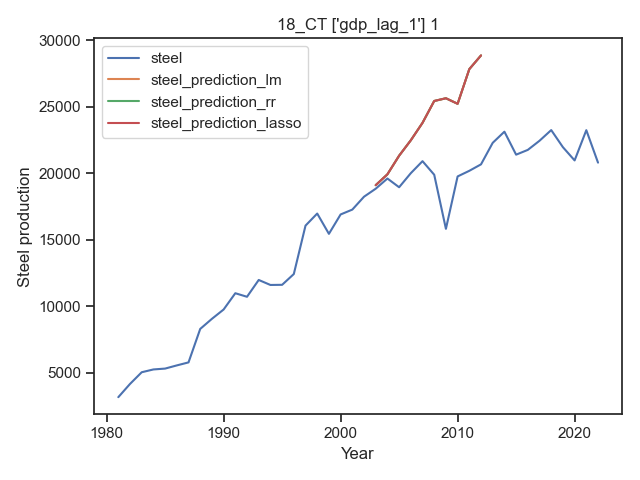 18_CT ['gdp_lag_1'] 1
30000
25000
20000
15000
10000
5000
Steel production
steel
steel_prediction_lm
steel_prediction_rr
steel_prediction_lasso
1980
1990
2000
2010
2020
Year